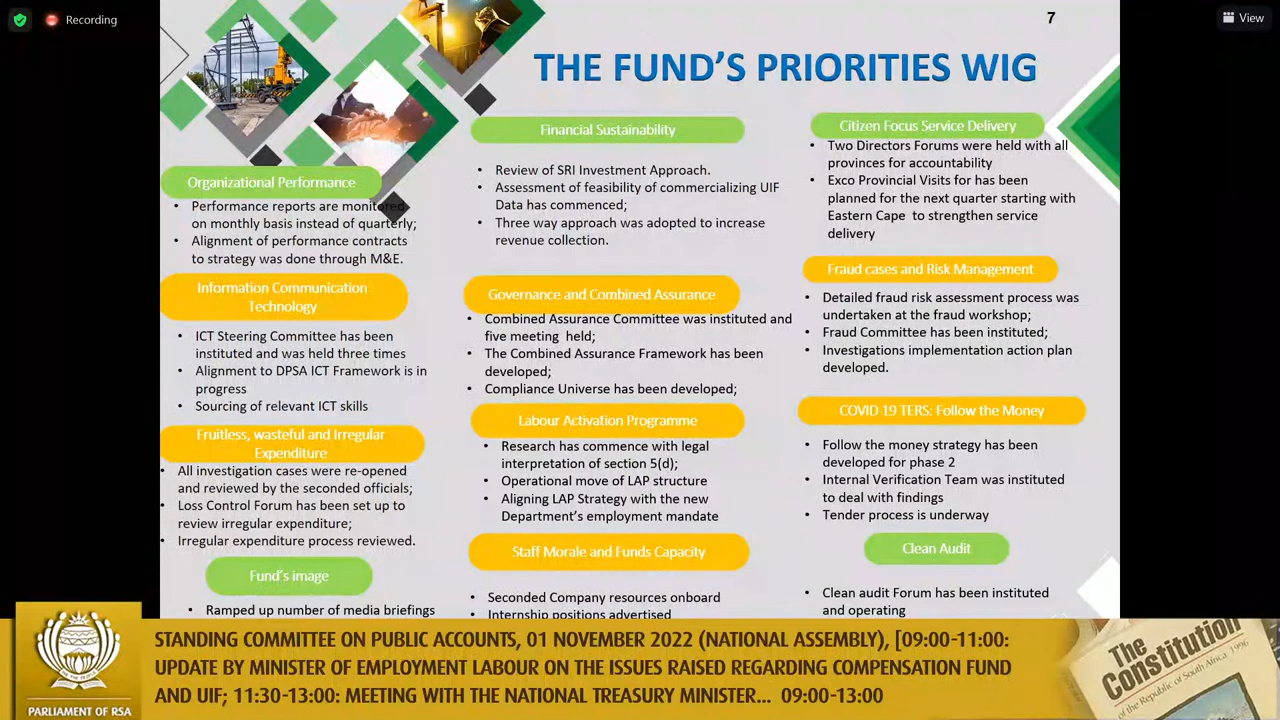 Recording
View
7
THE FUND'S PRIORITIES WIG
Organizational Performance
• Performance reports are monitored
on monthly basis instead of quarterly;
• Alignment of performance contracts
to strategy was done through M&E.
Information Communication
Technology
• ICT Steering Committee has been
instituted and was held three times
• Alignment to DPSA ICT Framework is in
progress
• Sourcing of relevant ICT skills
Fruitless, wasteful and Irregular
Expenditure
• All investigation cases were re-opened
and reviewed by the seconded officials;
• Loss Control Forum has been set up to
review irregular expenditure;
• Irregular expenditure process reviewed.
Fund's image
• Ramped up number of media briefings
Financial Sustainability
• Review of SRI Investment Approach.
• Assessment of feasibility of commercializing UIF
Data has commenced;
• Three way approach was adopted to increase
revenue collection.
Governance and Combined Assurance
• Combined Assurance Committee was instituted and
five meeting held;
• The Combined Assurance Framework has been
developed;
• Compliance Universe has been developed;
Labour Activation Programme
• Research has commence with legal
interpretation of section 5(d);
• Operational move of LAP structure
• Aligning LAP Strategy with the new
Department's employment mandate
Staff Morale and Funds Capacity
• Seconded Company resources onboard
• Internship positions advertised
Citizen Focus Service Delivery
• Two Directors Forums were held with all
provinces for accountability
• Exco Provincial Visits for has been
planned for the next quarter starting with
Eastern Cape to strengthen service
delivery
Fraud cases and Risk Management
• Detailed fraud risk assessment process was
undertaken at the fraud workshop;
• Fraud Committee has been instituted;
• Investigations implementation action plan
developed.
COVID 19 TERS: Follow the Money
• Follow the money strategy has been
developed for phase 2
• Internal Verification Team was instituted
to deal with findings
• Tender process is underway
Clean Audit
• Clean audit Forum has been instituted
and operating
PARLIAMENT OF RSA
STANDING COMMITTEE ON PUBLIC ACCOUNTS, 01 NOVEMBER 2022 (NATIONAL ASSEMBLY), [09:00-11:00:
UPDATE BY MINISTER OF EMPLOYMENT LABOUR ON THE ISSUES RAISED REGARDING COMPENSATION FUND
AND UIF; 11:30-13:00: MEETING WITH THE NATIONAL TREASURY MINISTER... 09:00-13:00
The
Constitution
of the Republic of South Africa, 1996